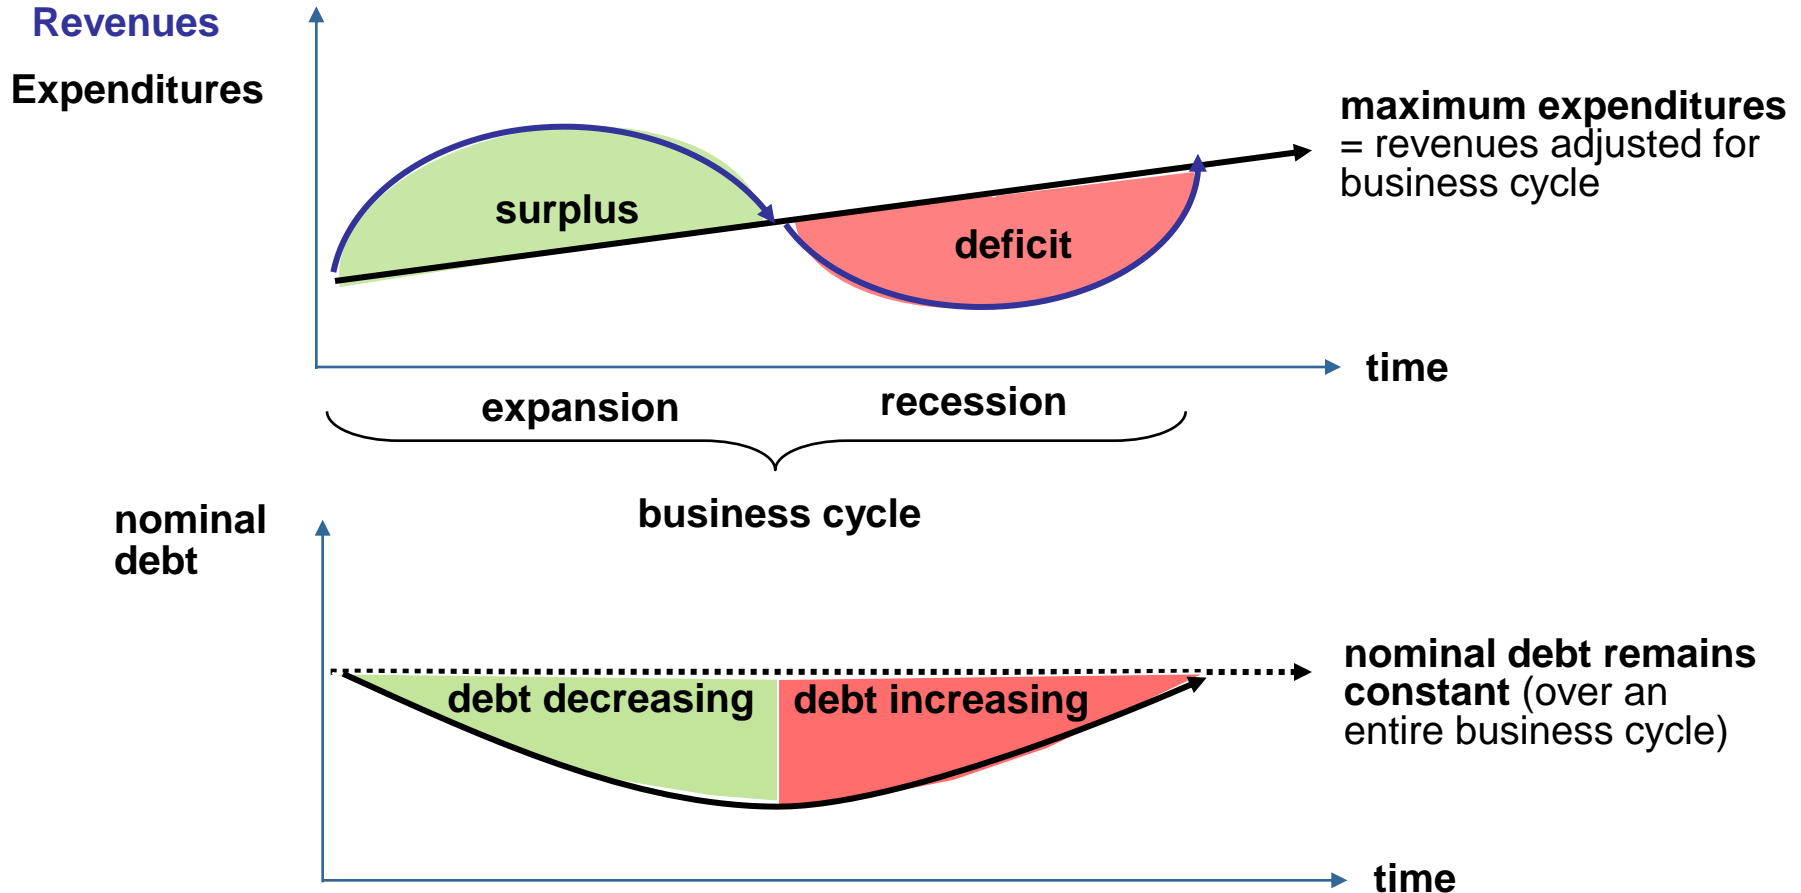 Revenues
Expenditures
maximum expenditures
= revenues adjusted for
business cycle
surplus
deficit
time
expansion
recession
business cycle
nominal
debt
debt decreasing
debt increasing
nominal debt remains
constant (over an
entire business cycle)
time